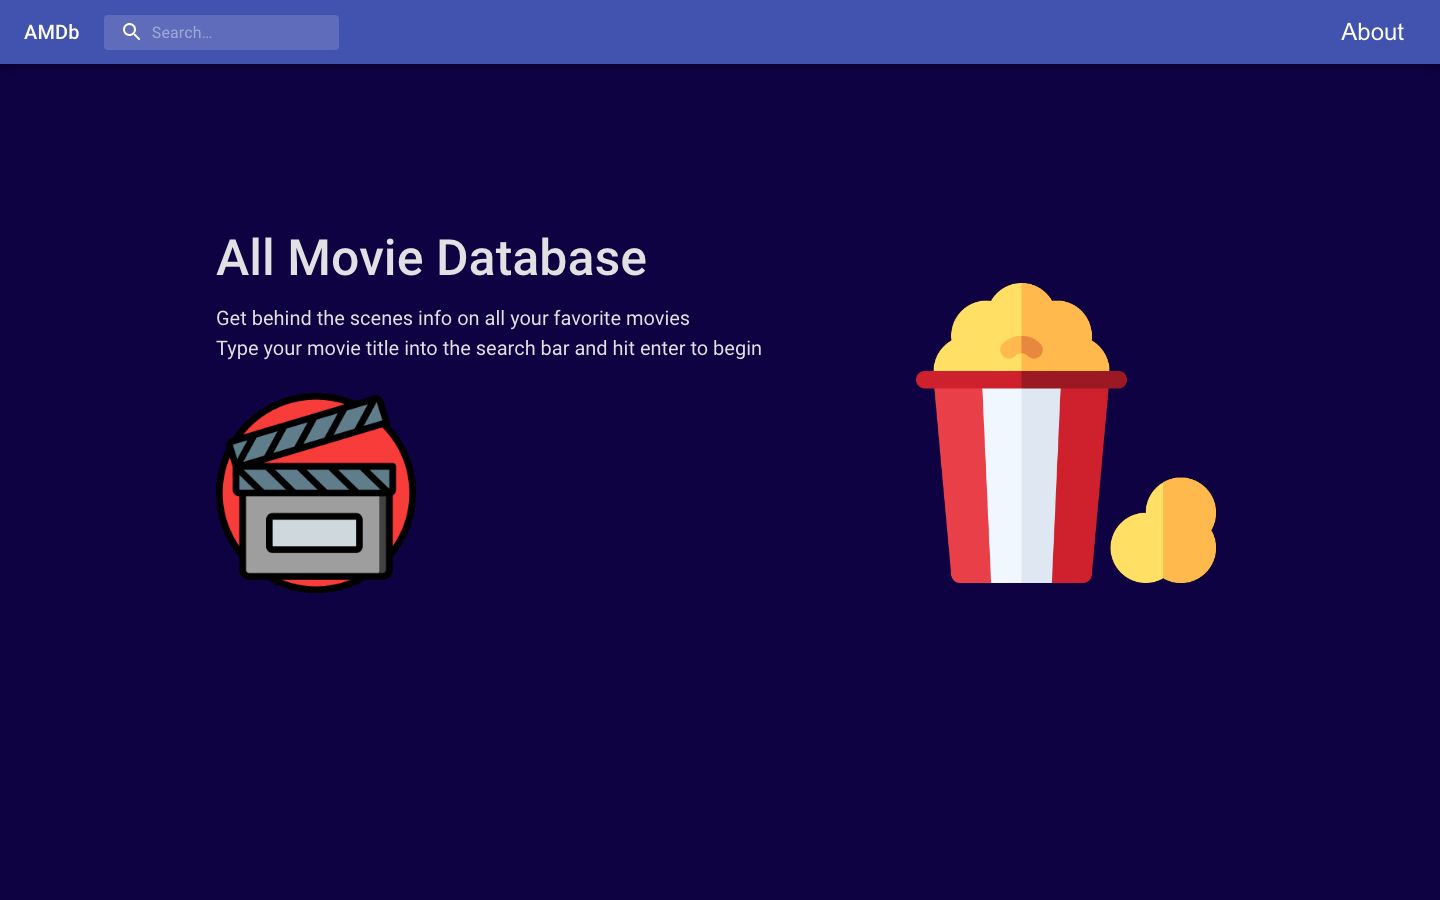 AMDb
Search...
About
All Movie Database
Get behind the scenes info on all your favorite movies
Type your movie title into the search bar and hit enter to begin